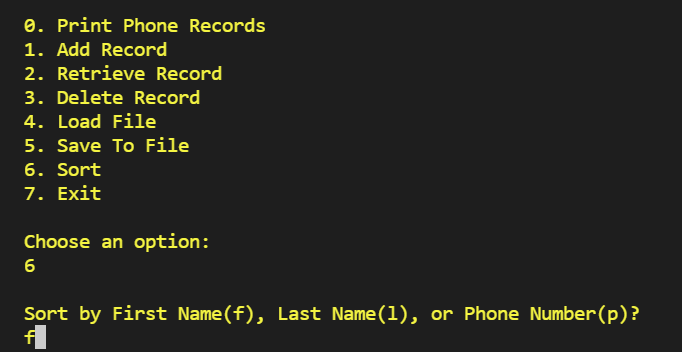 0. Print Phone Records
1. Add Record
2. Retrieve Record
3. Delete Record
4. Load File
5. Save To File
6. Sort
7. Exit
Choose an option:
6
Sort by First Name(f), Last Name(l), or Phone Number(p)?
f